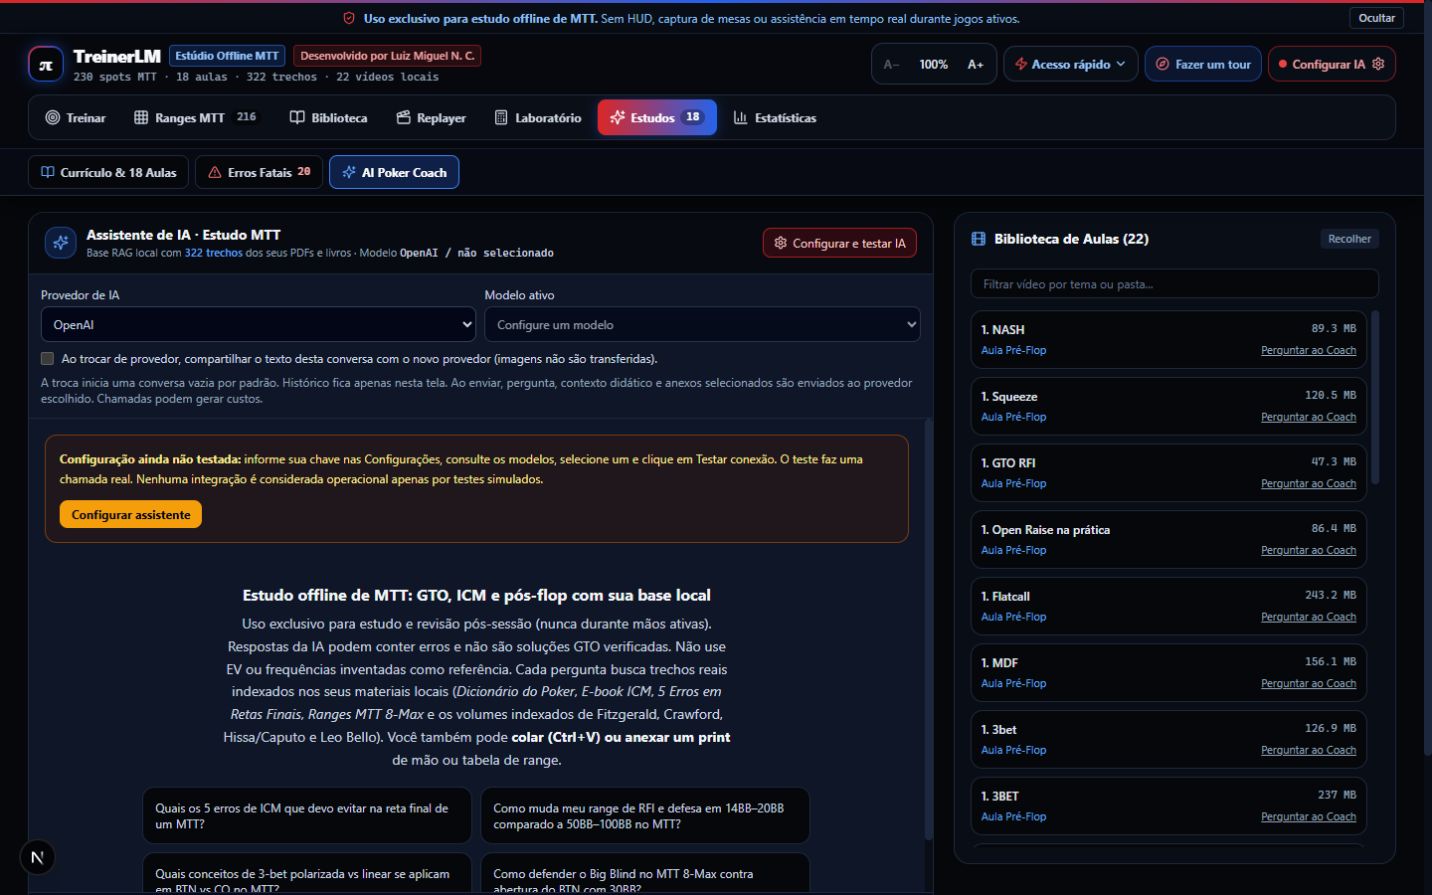 Uso exclusivo para estudo offline de MTT. Sem HUD, captura de mesas ou assistência em tempo real durante jogos ativos.
Ocultar
π
TreinerLM
Estúdio Offline MTT
Desenvolvido por Luiz Miguel N. C.
230 spots MTT · 18 aulas · 322 trechos · 22 vídeos locais
A−
100%
A+
Acesso rápido
Fazer um tour
Configurar IA
Treinar
Ranges MTT 216
Biblioteca
Replayer
Laboratório
Estudos 18
Estatísticas
Currículo & 18 Aulas
Erros Fatais 20
AI Poker Coach
Assistente de IA · Estudo MTT
Base RAG local com 322 trechos dos seus PDFs e livros · Modelo OpenAI / não selecionado
Configurar e testar IA
Provedor de IA
OpenAI
Modelo ativo
Configure um modelo
Ao trocar de provedor, compartilhar o texto desta conversa com o novo provedor (imagens não são transferidas).
A troca inicia uma conversa vazia por padrão. Histórico fica apenas nesta tela. Ao enviar, pergunta, contexto didático e anexos selecionados são enviados ao provedor
escolhido. Chamadas podem gerar custos.
Configuração ainda não testada: informe sua chave nas Configurações, consulte os modelos, selecione um e clique em Testar conexão. O teste faz uma
chamada real. Nenhuma integração é considerada operacional apenas por testes simulados.
Configurar assistente
Estudo offline de MTT: GTO, ICM e pós-flop com sua base local
Uso exclusivo para estudo e revisão pós-sessão (nunca durante mãos ativas).
Respostas da IA podem conter erros e não são soluções GTO verificadas. Não use
EV ou frequências inventadas como referência. Cada pergunta busca trechos reais
indexados nos seus materiais locais (Dicionário do Poker, E-book ICM, 5 Erros em
Retas Finais, Ranges MTT 8-Max e os volumes indexados de Fitzgerald, Crawford,
Hissa/Caputo e Leo Bello). Você também pode colar (Ctrl+V) ou anexar um print
de mão ou tabela de range.
Quais os 5 erros de ICM que devo evitar na reta final de
um MTT?
Como muda meu range de RFI e defesa em 14BB–20BB
comparado a 50BB–100BB no MTT?
Quais conceitos de 3-bet polarizada vs linear se aplicam
em BTN vs CO no MTT?
Como defender o Big Blind no MTT 8-Max contra
abertura do BTN com 30BB?
N
Biblioteca de Aulas (22)
Recolher
Filtrar vídeo por tema ou pasta...
1. NASH
89.3 MB
Aula Pré-Flop
Perguntar ao Coach
1. Squeeze
120.5 MB
Aula Pré-Flop
Perguntar ao Coach
1. GTO RFI
47.3 MB
Aula Pré-Flop
Perguntar ao Coach
1. Open Raise na prática
86.4 MB
Aula Pré-Flop
Perguntar ao Coach
1. Flatcall
243.2 MB
Aula Pré-Flop
Perguntar ao Coach
1. MDF
156.1 MB
Aula Pré-Flop
Perguntar ao Coach
1. 3bet
126.9 MB
Aula Pré-Flop
Perguntar ao Coach
1. 3BET
237 MB
Aula Pré-Flop
Perguntar ao Coach